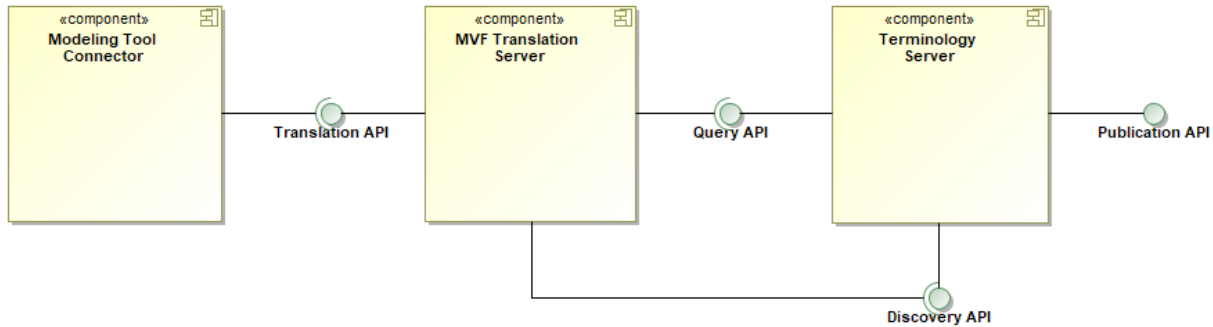 «component»
Modeling Tool
Connector
«component»
MVF Translation
Server
«component»
Terminology
Server
Translation API
Query API
Publication API
Discovery API